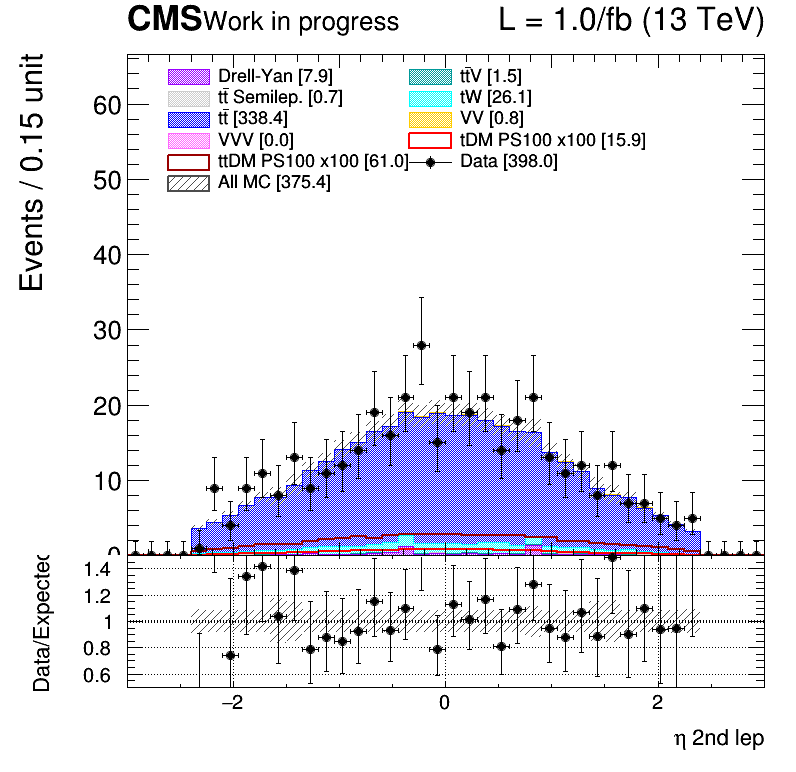 CMS Work in progress L = 1.0/fb (13 TeV)
Drell-Yan [7.9] tt̄V [1.5]
tt̄ Semilep. [0.7] tW [26.1]
tt̄ [338.4] VV [0.8]
VVV [0.0] tDM PS100 x100 [15.9]
ttDM PS100 x100 [61.0] Data [398.0]
All MC [375.4]
Events / 0.15 unit
60
50
40
30
20
10
0
Data/Expected
1.4
1.2
1
0.8
0.6
−2 0 2
η 2nd lep